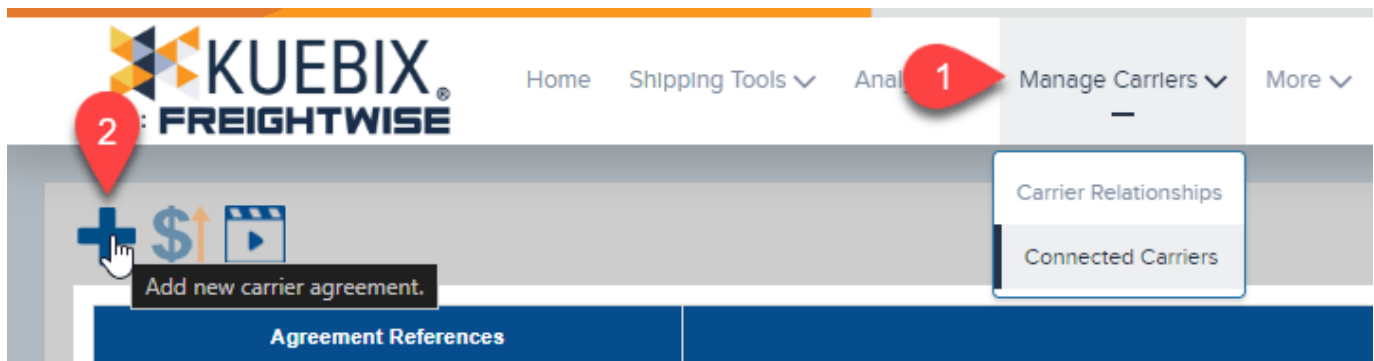 KUEBIX®
Home Shipping Tools 1 Manage Carriers More
: FREIGHTWISE
2
Carrier Relationships
Connected Carriers
$
Add new carrier agreement.
Agreement References